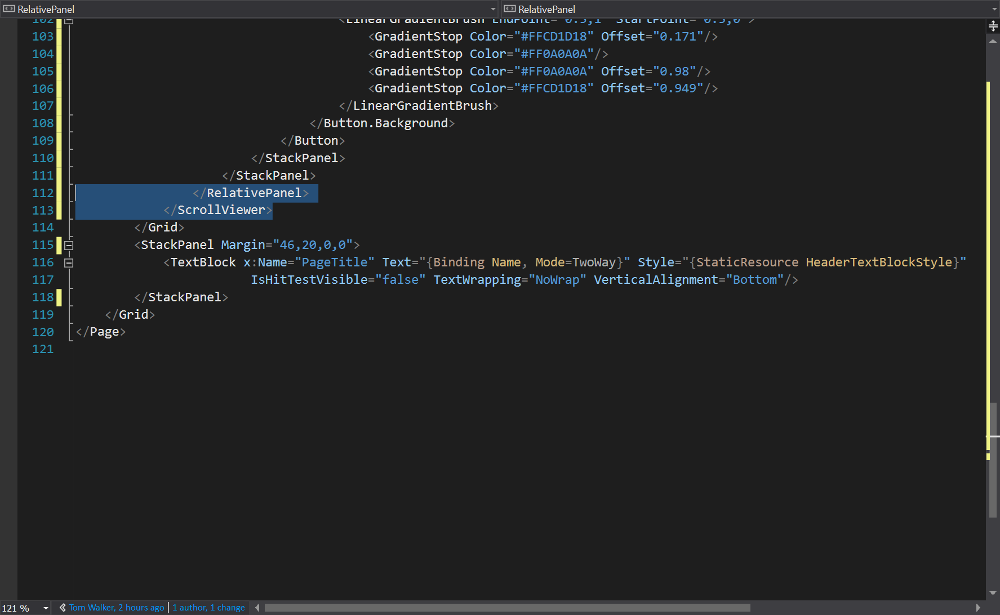 RelativePanel RelativePanel
102 <LinearGradientBrush EndPoint="0.5,1" StartPoint="0.5,0">
103 <GradientStop Color="#FFCD1D18" Offset="0.171"/>
104 <GradientStop Color="#FF0A0A0A"/>
105 <GradientStop Color="#FF0A0A0A" Offset="0.98"/>
106 <GradientStop Color="#FFCD1D18" Offset="0.949"/>
107 </LinearGradientBrush>
108 </Button.Background>
109 </Button>
110 </StackPanel>
111 </StackPanel>
112 </RelativePanel>
113 </ScrollViewer>
114 </Grid>
115 <StackPanel Margin="46,20,0,0">
116 <TextBlock x:Name="PageTitle" Text="{Binding Name, Mode=TwoWay}" Style="{StaticResource HeaderTextBlockStyle}"
117 IsHitTestVisible="false" TextWrapping="NoWrap" VerticalAlignment="Bottom"/>
118 </StackPanel>
119 </Grid>
120 </Page>
121
121 % Tom Walker, 2 hours ago | 1 author, 1 change